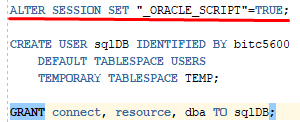 ALTER SESSION SET "_ORACLE_SCRIPT"=TRUE;
CREATE USER sqlDB IDENTIFIED BY bitc5600
DEFAULT TABLESPACE USERS
TEMPORARY TABLESPACE TEMP;
GRANT connect, resource, dba TO sqlDB;